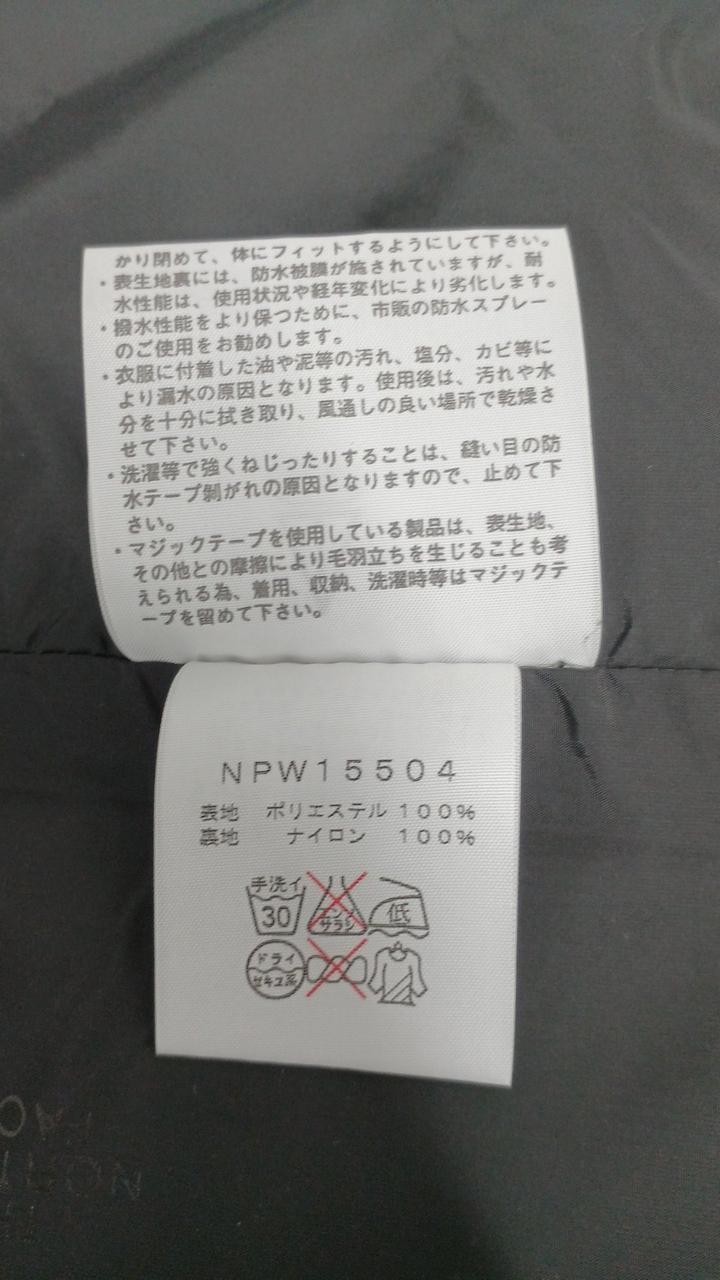 かり閉めて、体にフィットするようにして下さい。
・表生地裏には、防水被膜が施されていますが、耐
水性能は、使用状況や経年変化により劣化します。
・撥水性能をより保つために、市販の防水スプレー
のご使用をお勧めします。
・衣服に付着した油や泥等の汚れ、塩分、カビ等に
より漏水の原因となります。使用後は、汚れや水
分を十分に拭き取り、風通しの良い場所で乾燥さ
せて下さい。
・洗濯等で強くねじったりすることは、縫い目の防
水テープ剝がれの原因となりますので、止めて下
さい。
・マジックテープを使用している製品は、表生地、
その他との摩擦により毛羽立ちを生じることも考
えられる為、着用、収納、洗濯時等はマジックテ
ープを留めて下さい。
NPW15504
表地 ポリエステル 100%
裏地 ナイロン 100%
手洗イ
30
エンソ
サラシ
低
ドライ
セキユ系